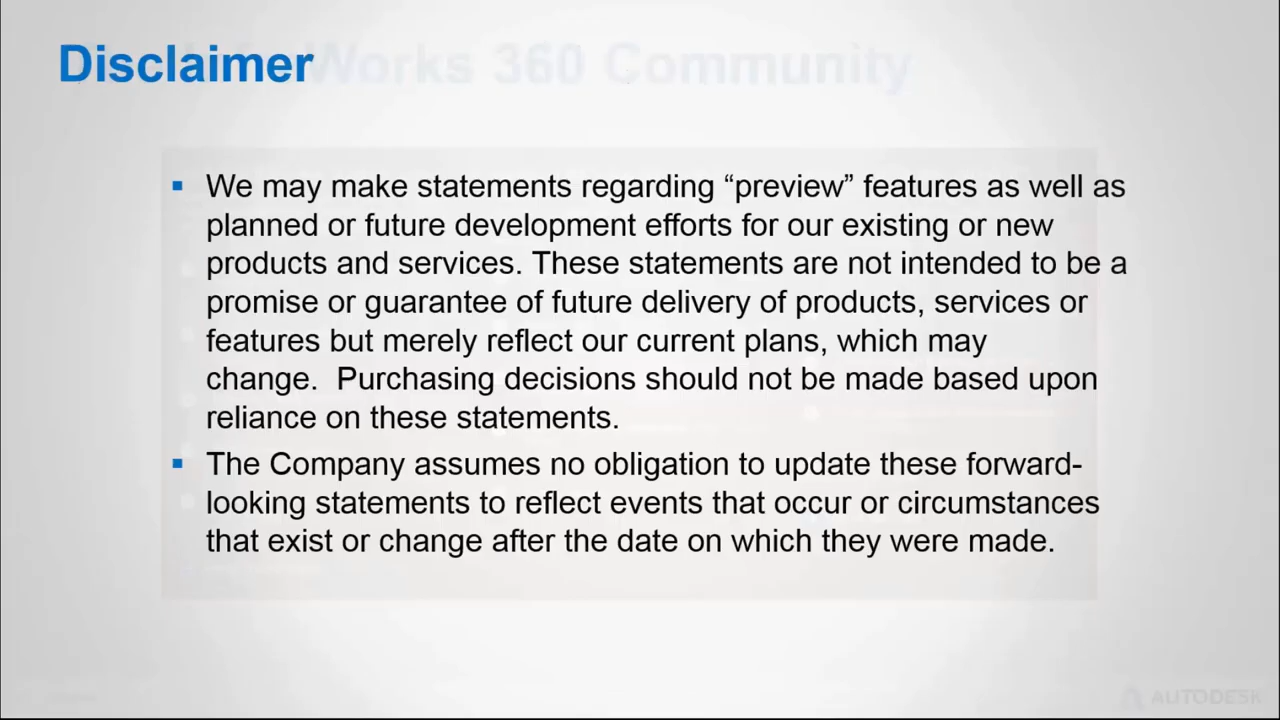 Disclaimer
Works 360 Community
▪ We may make statements regarding “preview” features as well as
planned or future development efforts for our existing or new
products and services. These statements are not intended to be a
promise or guarantee of future delivery of products, services or
features but merely reflect our current plans, which may
change.  Purchasing decisions should not be made based upon
reliance on these statements.
▪ The Company assumes no obligation to update these forward-
looking statements to reflect events that occur or circumstances
that exist or change after the date on which they were made.
AUTODESK